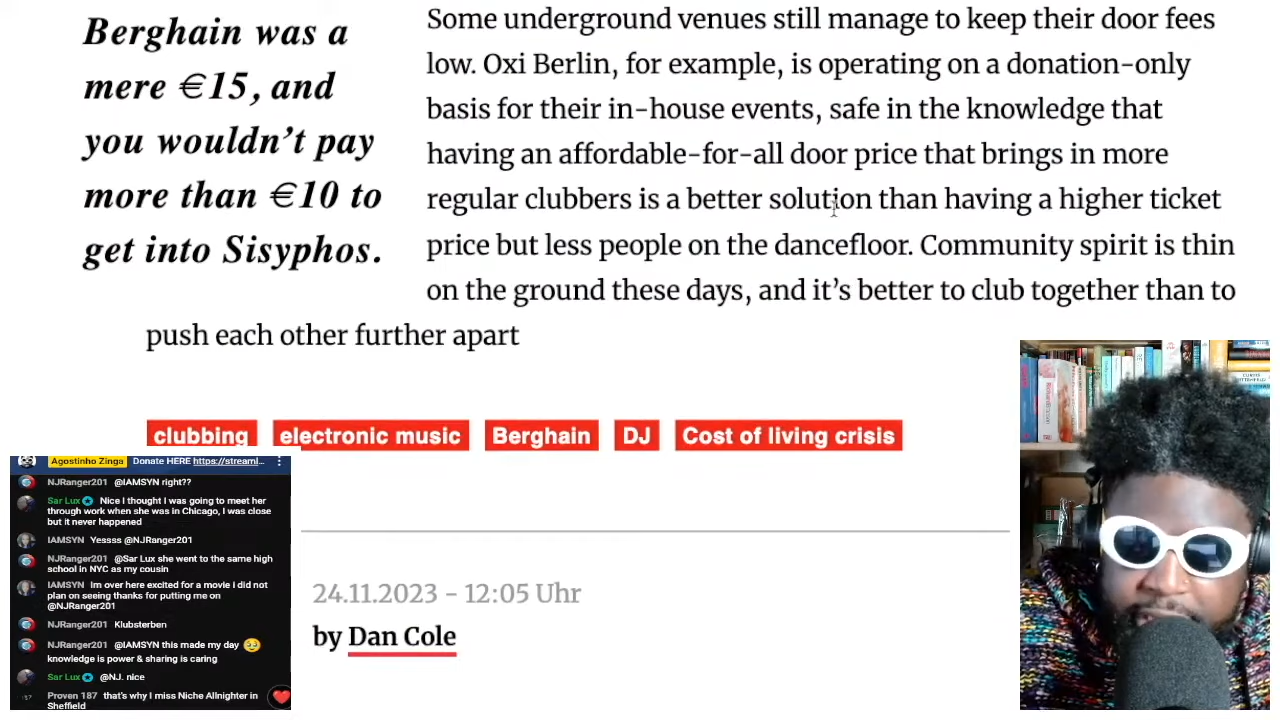 Berghain was a
mere €15, and
you wouldn't pay
more than €10 to
get into Sisyphos.
Some underground venues still manage to keep their door fees
low. Oxi Berlin, for example, is operating on a donation-only
basis for their in-house events, safe in the knowledge that
having an affordable-for-all door price that brings in more
regular clubbers is a better solution than having a higher ticket
price but less people on the dancefloor. Community spirit is thin
on the ground these days, and it's better to club together than to
push each other further apart
clubbing electronic music Berghain DJ Cost of living crisis
Agostinho Zinga Donate HERE https://streaml...
NJRanger201 @IAMSYN right??
Sar Lux Nice I thought I was going to meet her
through work when she was in Chicago, I was close
but it never happened
IAMSYN Yessss @NJRanger201
NJRanger201 @Sar Lux she went to the same high
school in NYC as my cousin
IAMSYN Im over here excited for a movie i did not
plan on seeing thanks for putting me on
@NJRanger201
NJRanger201 Klubsterben
NJRanger201 @IAMSYN this made my day 🥹
knowledge is power & sharing is caring
Sar Lux @NJ. nice
Proven 187 that's why I miss Niche Allnighter in
Sheffield
24.11.2023 - 12:05 Uhr
by Dan Cole